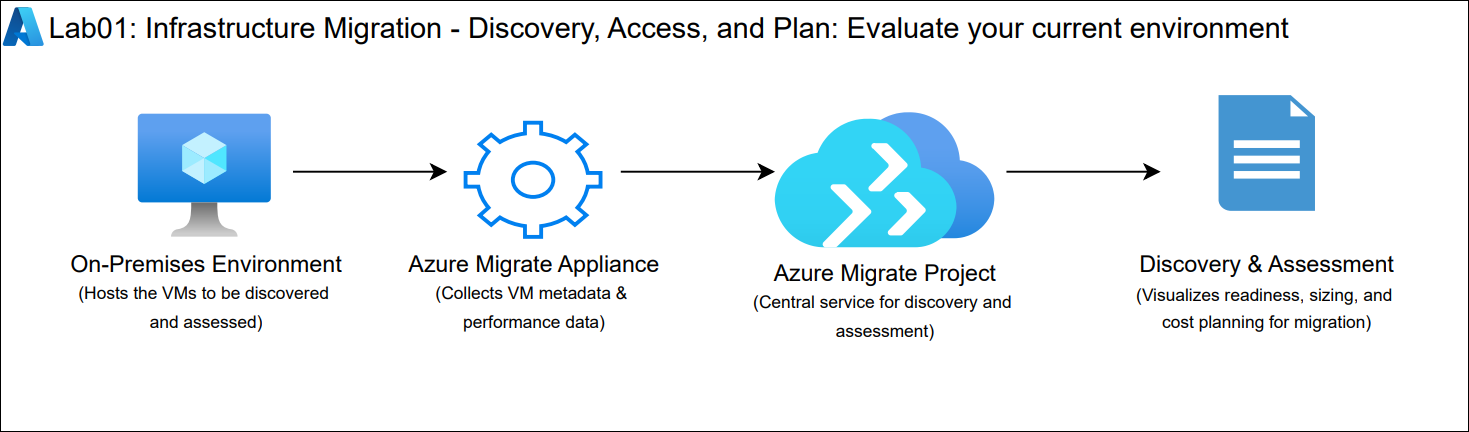 Lab01: Infrastructure Migration - Discovery, Access, and Plan: Evaluate your current environment
On-Premises Environment
(Hosts the VMs to be discovered
and assessed)
Azure Migrate Appliance
(Collects VM metadata &
performance data)
Azure Migrate Project
(Central service for discovery and
assessment)
Discovery & Assessment
(Visualizes readiness, sizing, and
cost planning for migration)